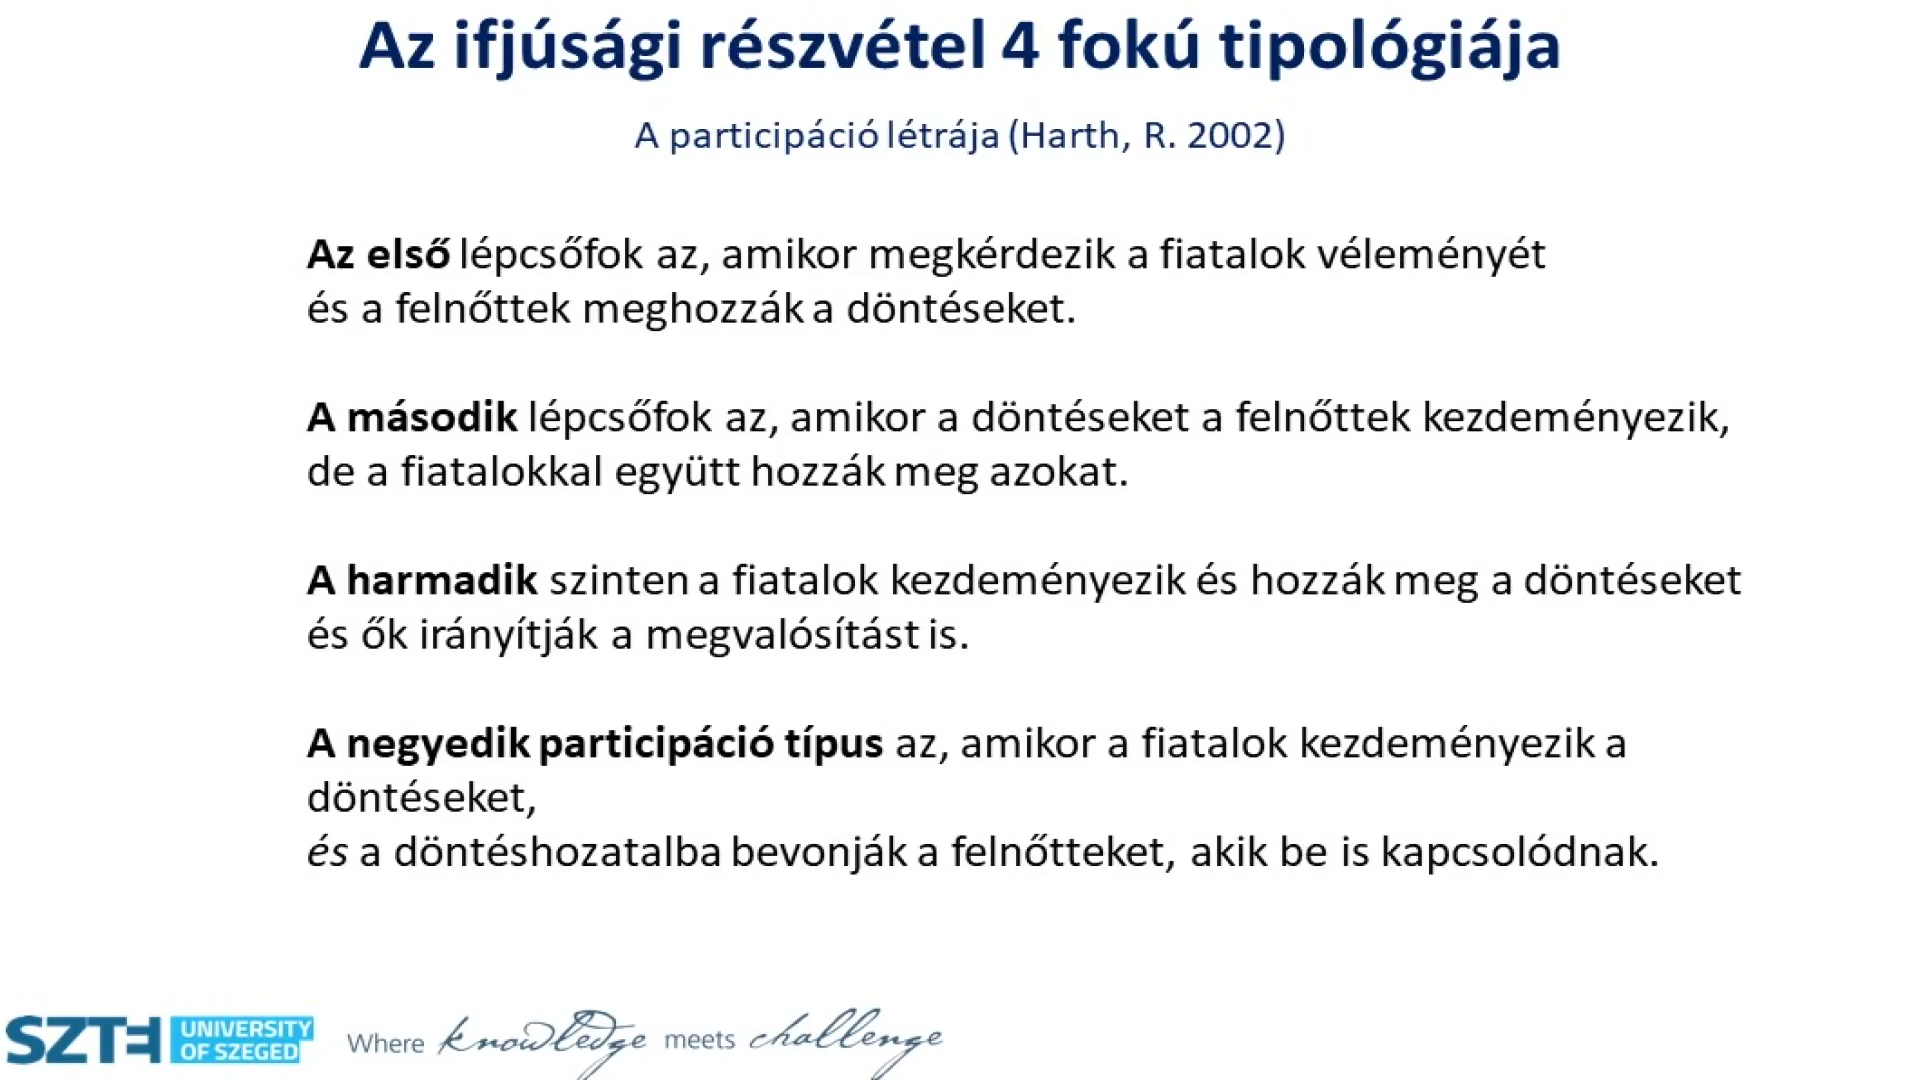 Az ifjúsági részvétel 4 fokú tipológiája
A participáció létrája (Harth, R. 2002)
Az első lépcsőfok az, amikor megkérdezik a fiatalok véleményét
és a felnőttek meghozzák a döntéseket.
A második lépcsőfok az, amikor a döntéseket a felnőttek kezdeményezik,
de a fiatalokkal együtt hozzák meg azokat.
A harmadik szinten a fiatalok kezdeményezik és hozzák meg a döntéseket
és ők irányítják a megvalósítást is.
A negyedik participáció típus az, amikor a fiatalok kezdeményezik a
döntéseket,
és a döntéshozatalba bevonják a felnőtteket, akik be is kapcsolódnak.
SZTE UNIVERSITY
OF SZEGED
Where knowledge meets challenge